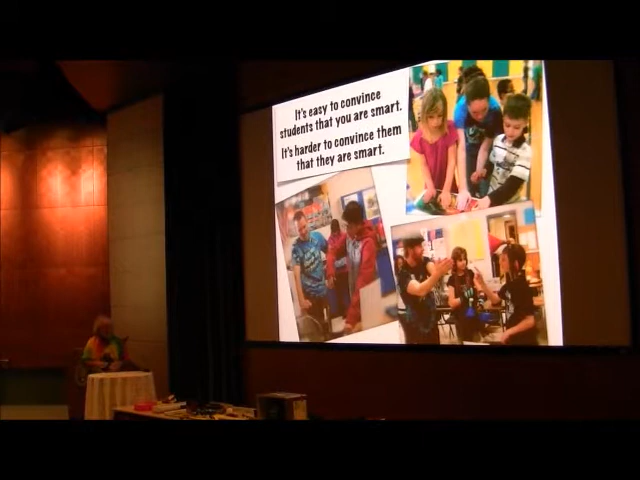 It's easy to convince
students that you are smart.
It's harder to convince them
that they are smart.